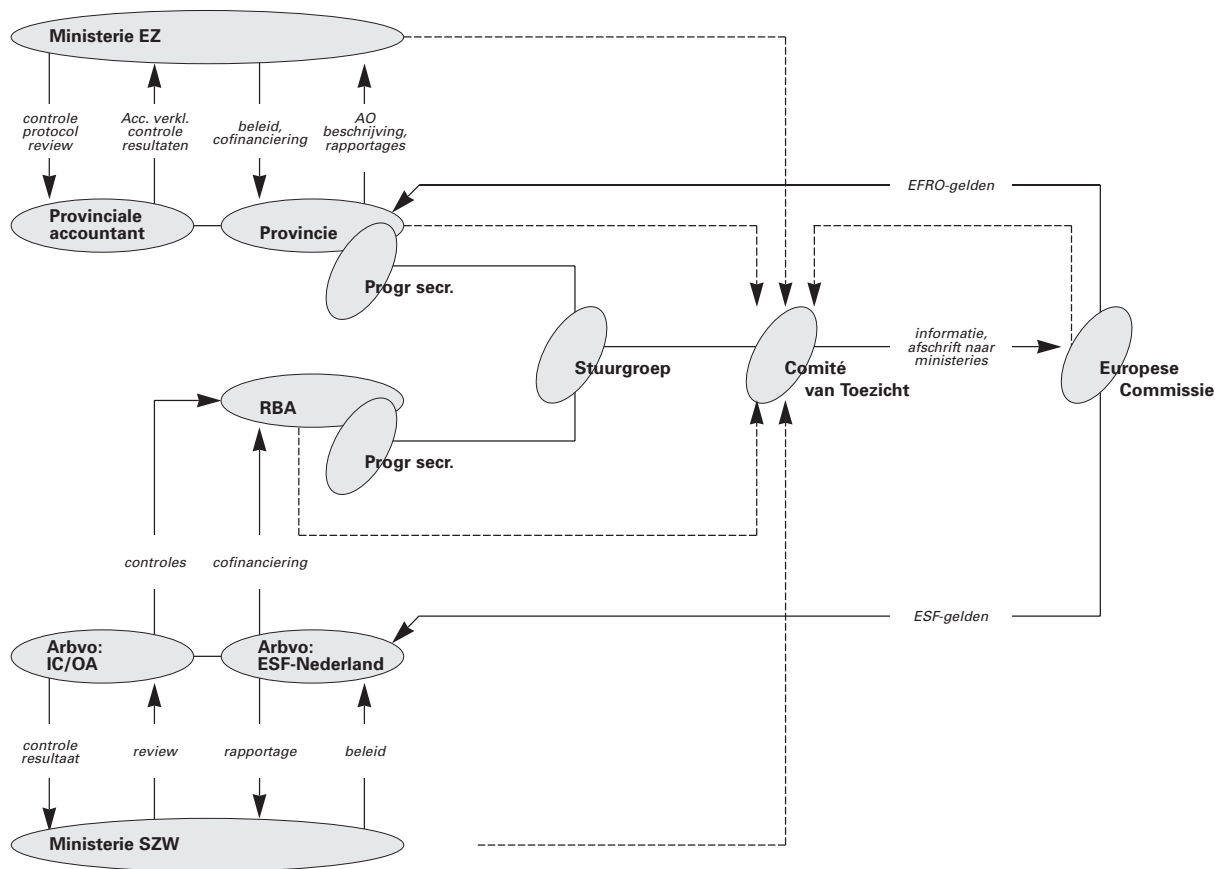 Ministerie EZ
controle
protocol
review
Acc. verkl.
controle
resultaten
beleid,
cofinanciering
AO
beschrijving,
rapportages
EFRO-gelden
Provinciale
accountant
Provincie
Progr secr.
Stuurgroep
Comité
van Toezicht
informatie,
afschrift naar
ministeries
Europese
Commissie
RBA
Progr secr.
controles
cofinanciering
ESF-gelden
Arbvo:
IC/OA
Arbvo:
ESF-Nederland
controle
resultaat
review
rapportage
beleid
Ministerie SZW